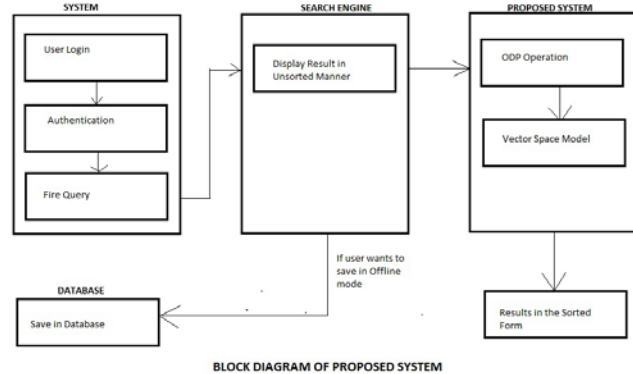 SYSTEM
User Login
Authentication
Fire Query
SEARCH ENGINE
Display Result in
Unsorted Manner
PROPOSED SYSTEM
ODP Operation
Vector Space Model
If user wants to
save in Offline
mode
DATABASE
Save in Database
Results in the Sorted
Form
BLOCK DIAGRAM OF PROPOSED SYSTEM